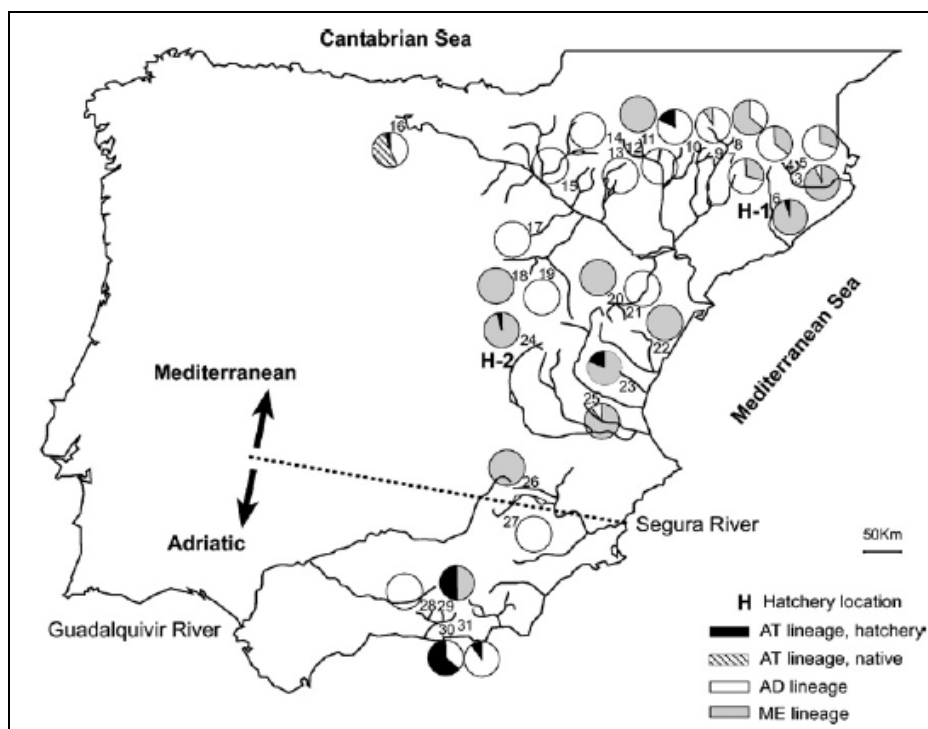 Cantabrian Sea
16
14
12
11
10
9
8
7
13
15
4
5
3
6
H-1
17
18
19
20
21
22
24
H-2
23
25
Mediterranean Sea
Mediterranean
26
27
Segura River
Adriatic
50Km
28
29
30
31
Guadalquivir River
H Hatchery location
AT lineage, hatchery*
AT lineage, native
AD lineage
ME lineage